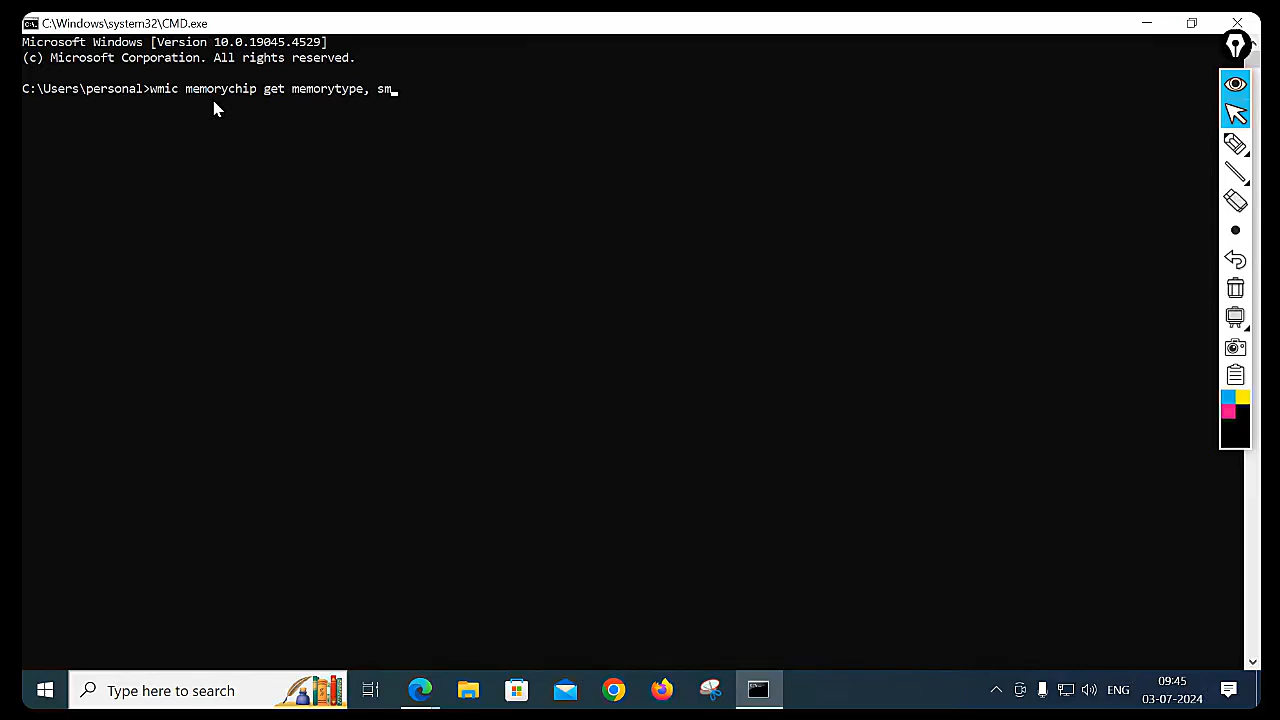 C:\Windows\system32\CMD.exe
Microsoft Windows [Version 10.0.19045.4529]
(c) Microsoft Corporation. All rights reserved.
C:\Users\personal>wmic memorychip get memorytype, sm_
Type here to search
ENG
09:45
03-07-2024